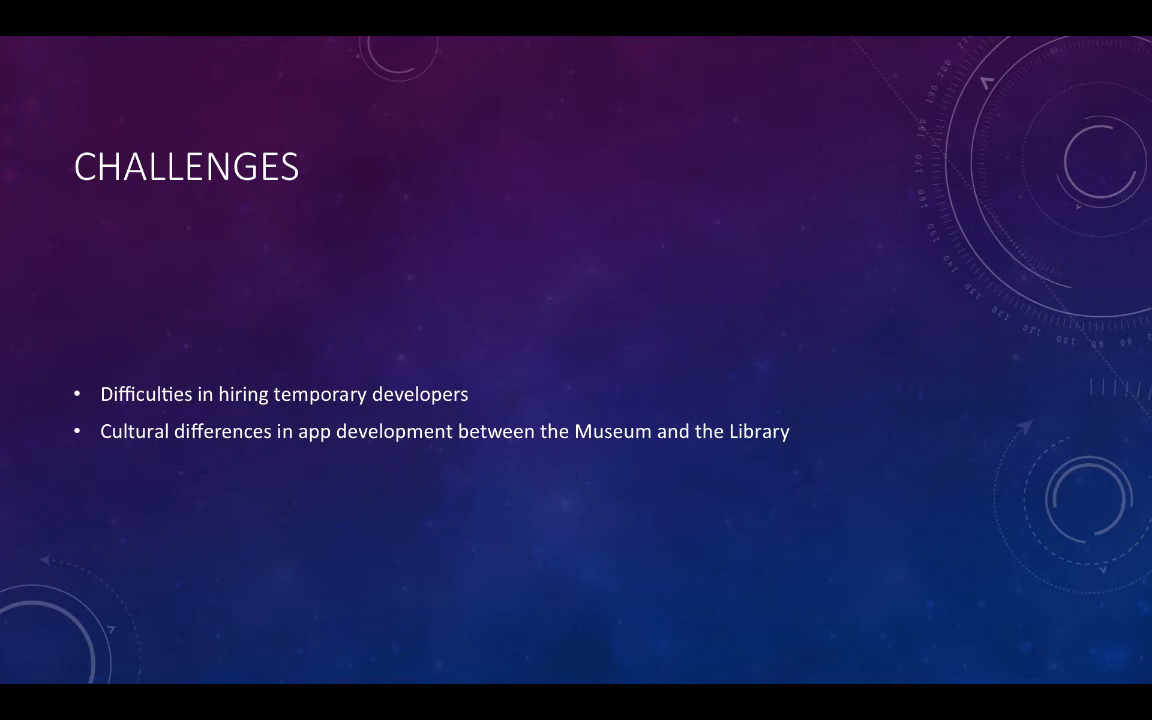 CHALLENGES
• Difficulties in hiring temporary developers
• Cultural differences in app development between the Museum and the Library